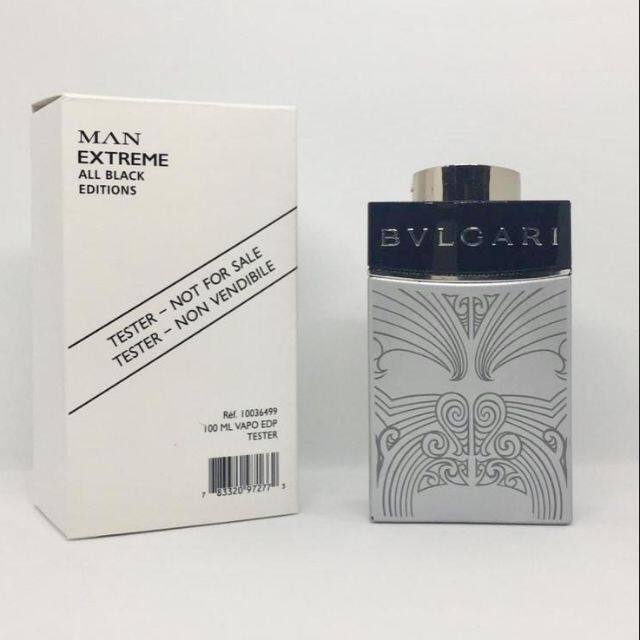 MAN
EXTREME
ALL BLACK
EDITIONS
TESTER - NOT FOR SALE
TESTER - NON VENDIBILE
Réf. 10036499
100 ML VAPO EDP
TESTER
7 83320 97277 3
BVLGARI